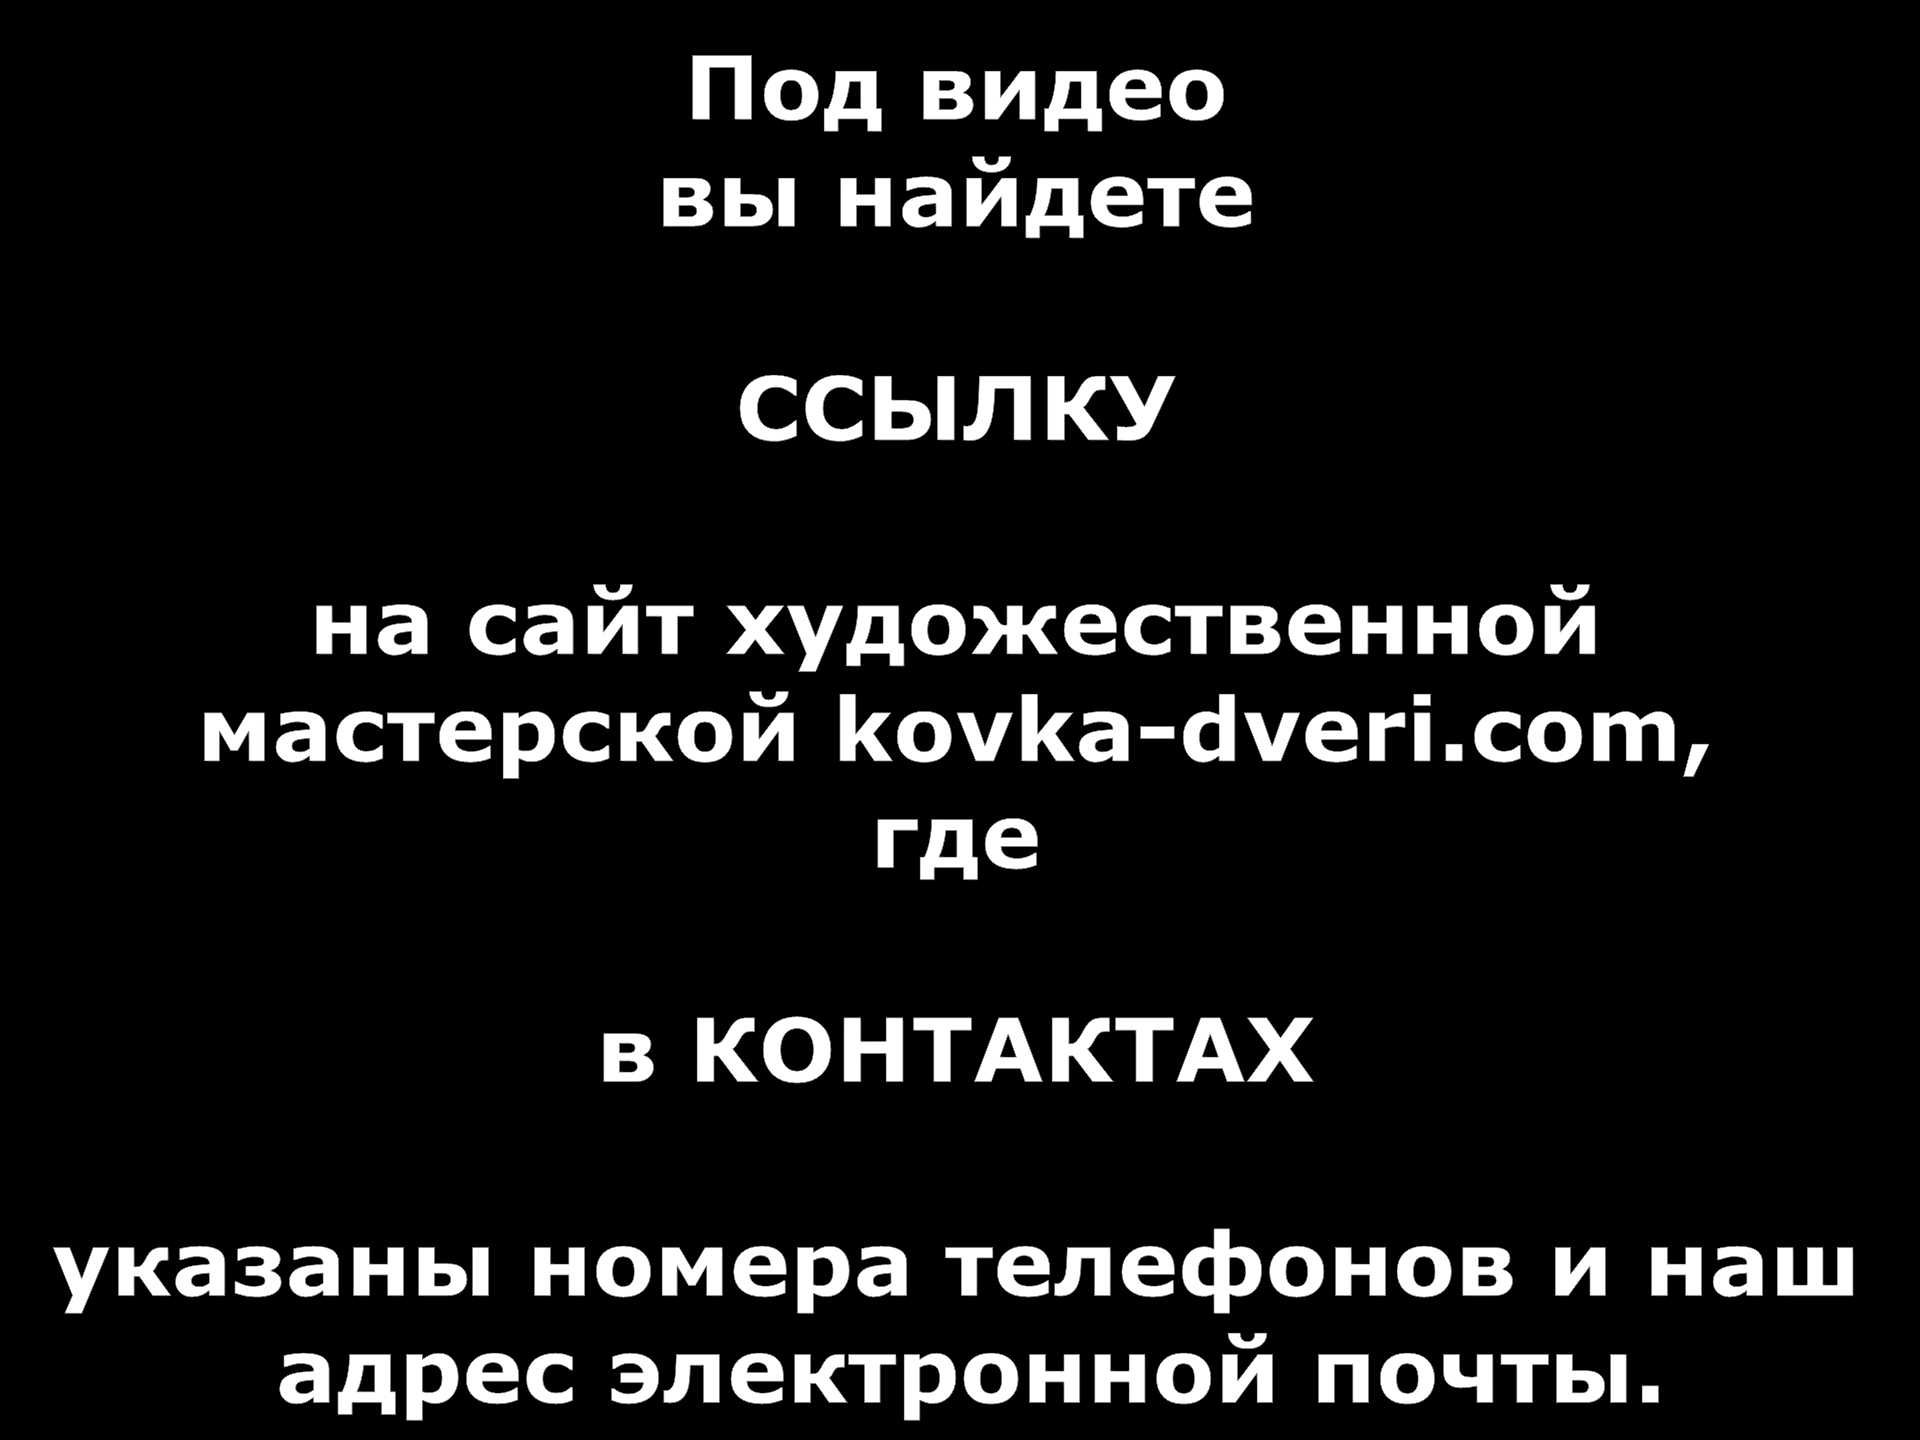 Под видео
вы найдете
ССЫЛКУ
на сайт художественной
мастерской kovka-dveri.com,
где
в КОНТАКТАХ
указаны номера телефонов и наш
адрес электронной почты.